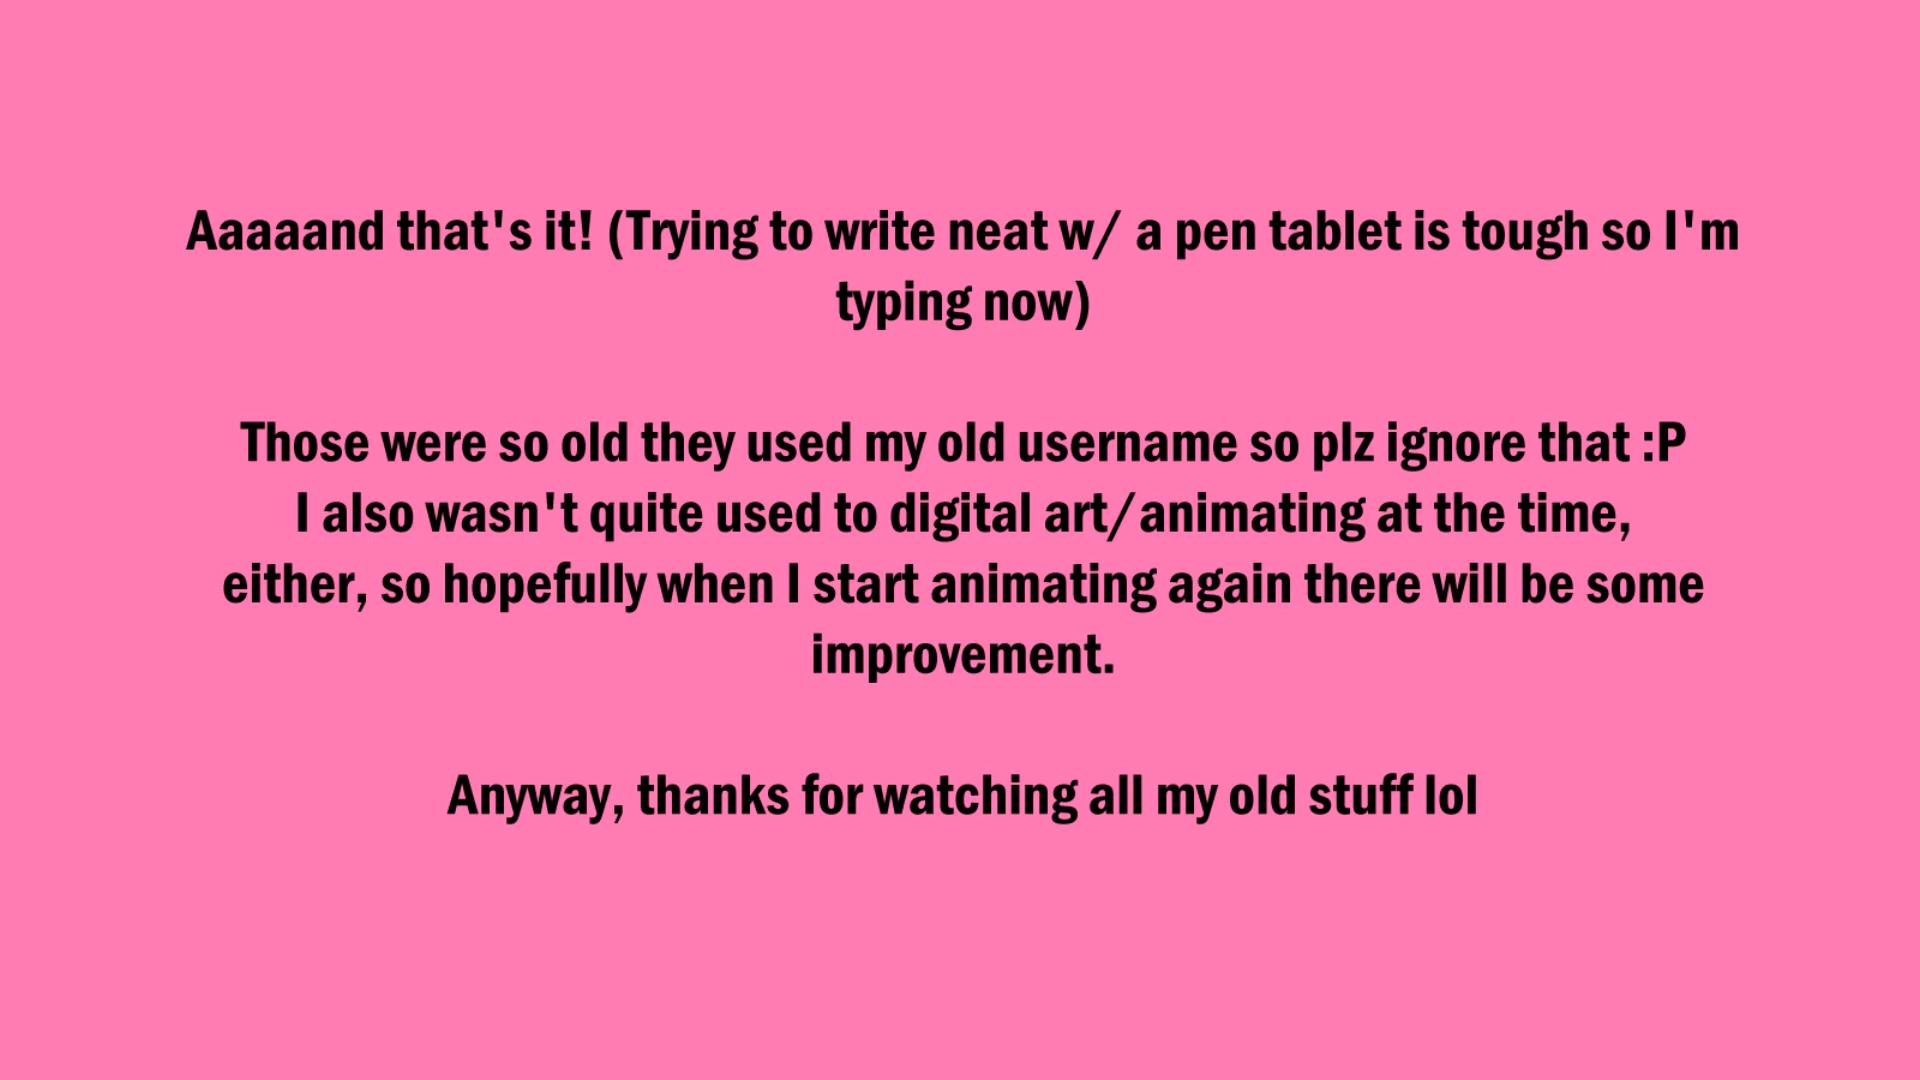 Aaaaand that's it! (Trying to write neat w/ a pen tablet is tough so I'm
typing now)
Those were so old they used my old username so plz ignore that :P
I also wasn't quite used to digital art/animating at the time,
either, so hopefully when I start animating again there will be some
improvement.
Anyway, thanks for watching all my old stuff lol